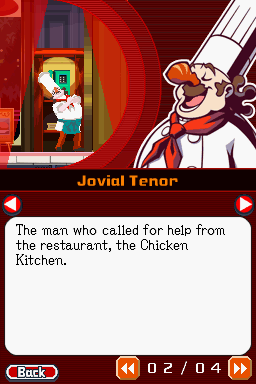 Jovial Tenor
The man who called for help from
the restaurant, the Chicken
Kitchen.
Back
02/04